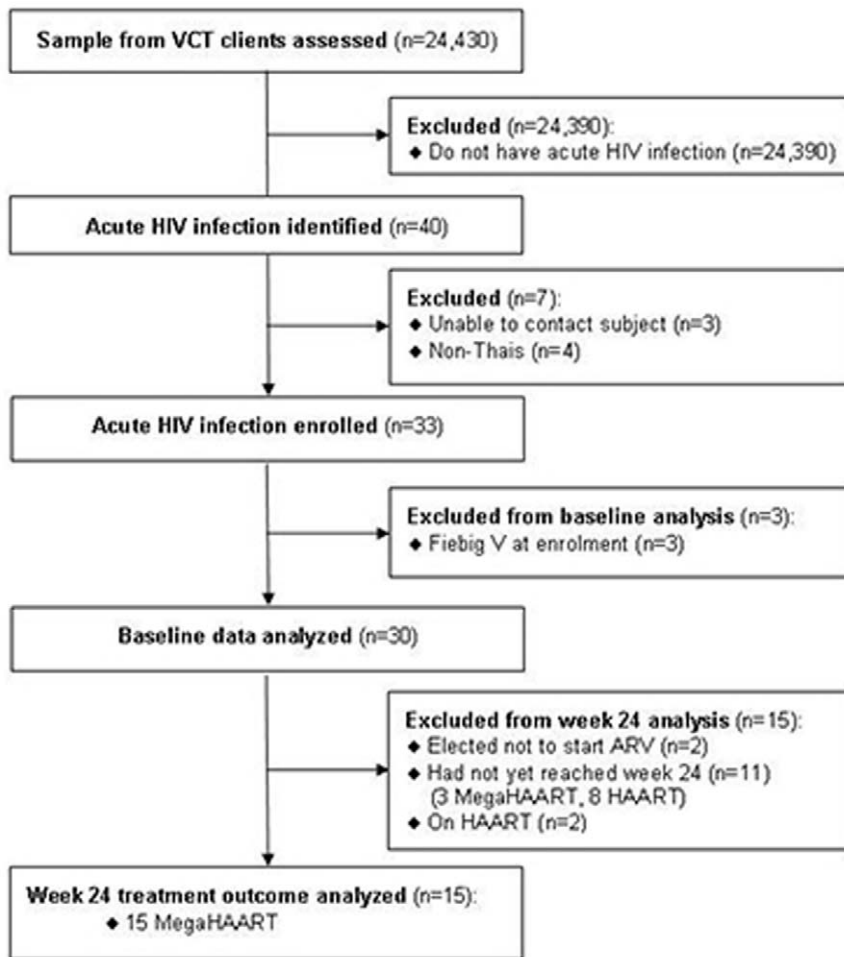 Sample from VCT clients assessed (n=24,430)
Excluded (n=24,390):
◆ Do not have acute HIV infection (n=24,390)
Acute HIV infection identified (n=40)
Excluded (n=7):
◆ Unable to contact subject (n=3)
◆ Non-Thais (n=4)
Acute HIV infection enrolled (n=33)
Excluded from baseline analysis (n=3):
◆ Fiebig V at enrolment (n=3)
Baseline data analyzed (n=30)
Excluded from week 24 analysis (n=15):
◆ Elected not to start ARV (n=2)
◆ Had not yet reached week 24 (n=11)
(3 MegaHAART, 8 HAART)
◆ On HAART (n=2)
Week 24 treatment outcome analyzed (n=15):
◆ 15 MegaHAART